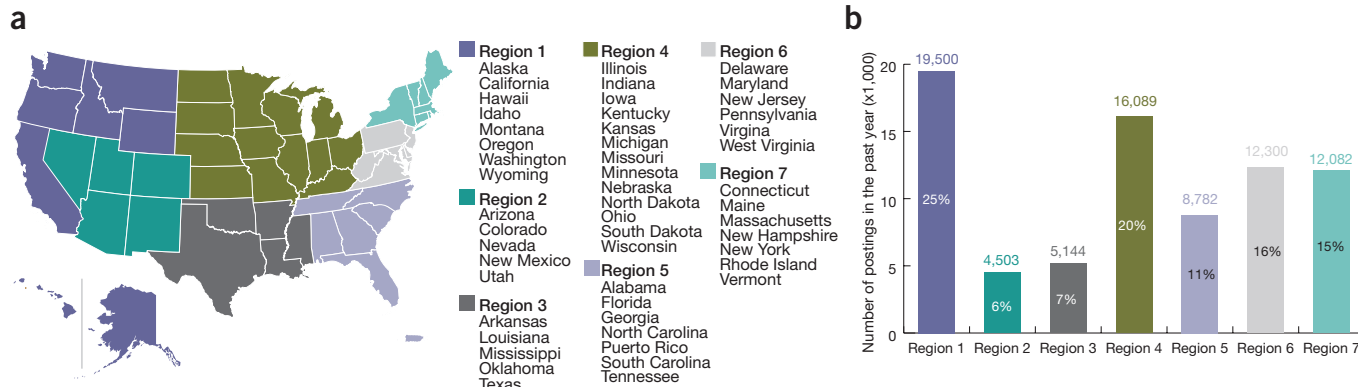 a
Region 1
Alaska
California
Hawaii
Idaho
Montana
Oregon
Washington
Wyoming
Region 2
Arizona
Colorado
Nevada
New Mexico
Utah
Region 3
Arkansas
Louisiana
Mississippi
Oklahoma
Texas
Region 4
Illinois
Indiana
Iowa
Kentucky
Kansas
Michigan
Missouri
Minnesota
Nebraska
North Dakota
Ohio
South Dakota
Wisconsin
Region 5
Alabama
Florida
Georgia
North Carolina
Puerto Rico
South Carolina
Tennessee
Region 6
Delaware
Maryland
New Jersey
Pennsylvania
Virgina
West Virginia
Region 7
Connecticut
Maine
Massachusetts
New Hampshire
New York
Rhode Island
Vermont
b
Number of postings in the past year (x1,000)
20
15
10
5
0
19,500
25%
4,503
6%
5,144
7%
16,089
20%
8,782
11%
12,300
16%
12,082
15%
Region 1 Region 2 Region 3 Region 4 Region 5 Region 6 Region 7